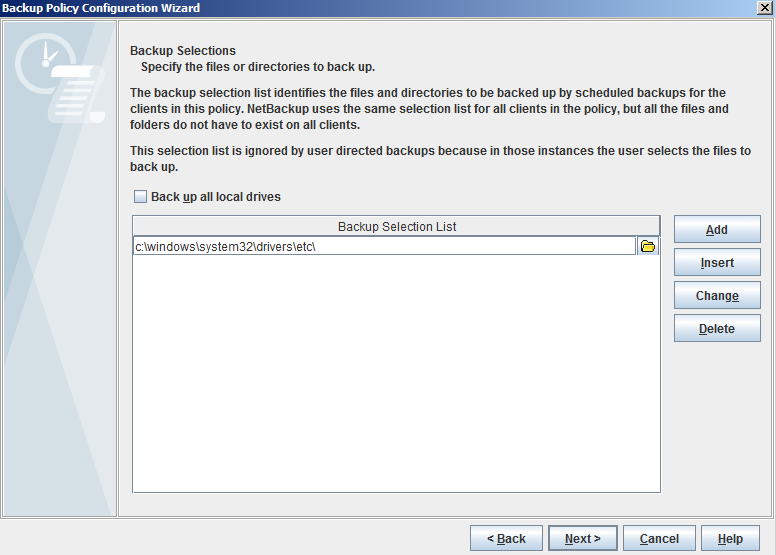 Backup Policy Configuration Wizard
Backup Selections
Specify the files or directories to back up.
The backup selection list identifies the files and directories to be backed up by scheduled backups for the
clients in this policy. NetBackup uses the same selection list for all clients in the policy, but all the files and
folders do not have to exist on all clients.
This selection list is ignored by user directed backups because in those instances the user selects the files to
back up.
Back up all local drives
Backup Selection List
c:\windows\system32\drivers\etc\
Add
Insert
Change
Delete
< Back
Next >
Cancel
Help